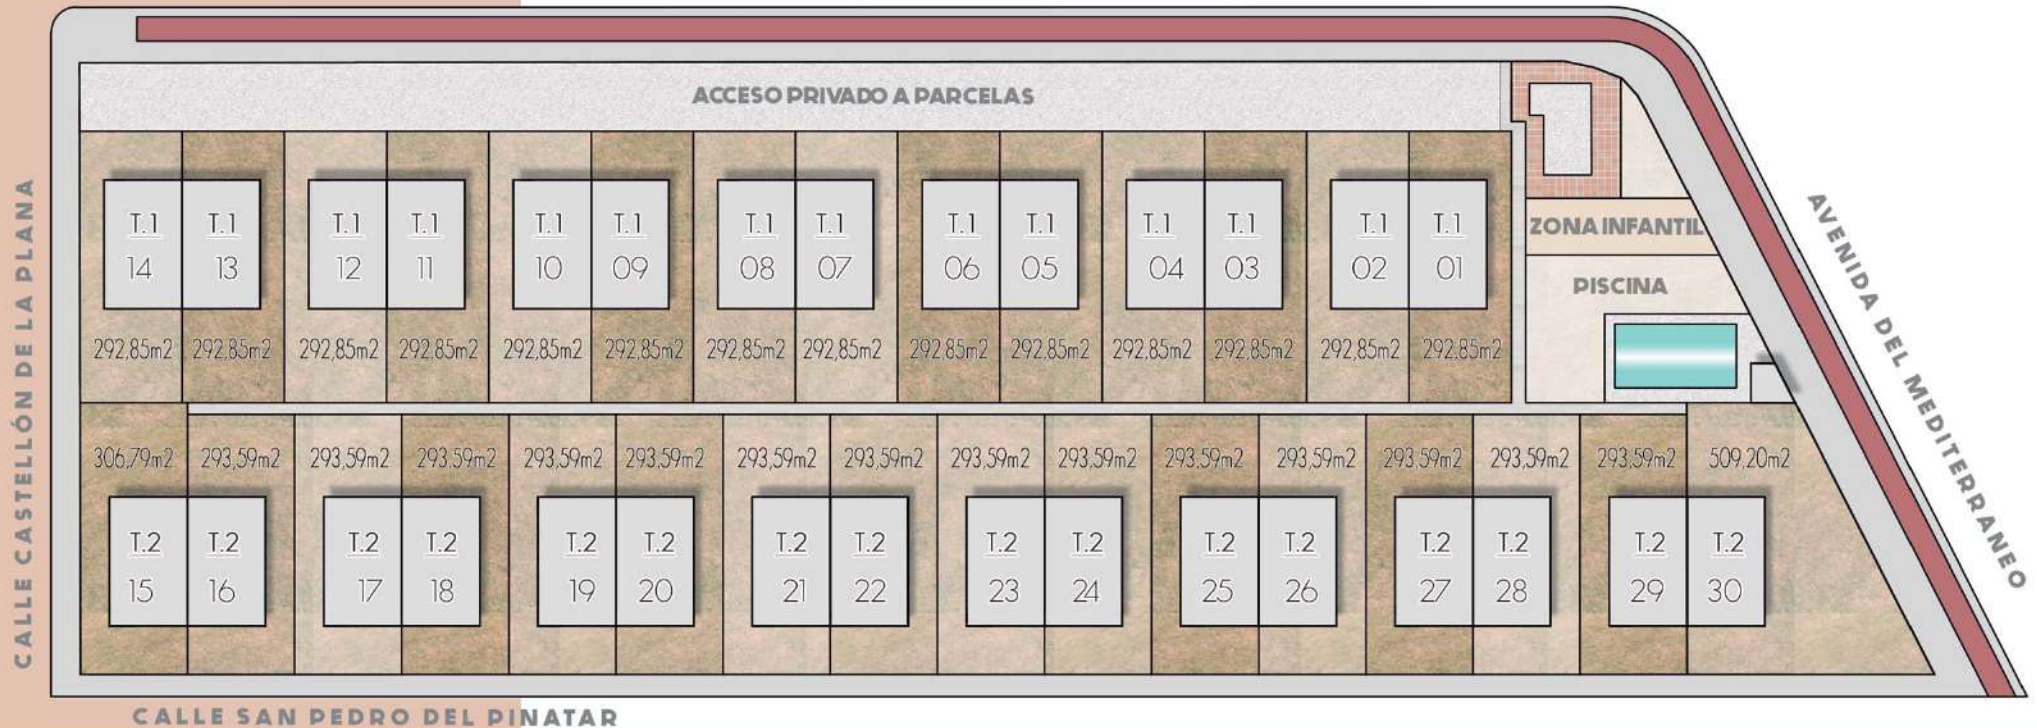 ACCESO PRIVADO A PARCELAS
CALLE CASTELLÓN DE LA PLANA
T.1 T.1 T.1 T.1 T.1 T.1 T.1 T.1 T.1 T.1 T.1 T.1 T.1 T.1
14 13 12 11 10 09 08 07 06 05 04 03 02 01
292,85m2 292,85m2 292,85m2 292,85m2 292,85m2 292,85m2 292,85m2 292,85m2 292,85m2 292,85m2 292,85m2 292,85m2 292,85m2 292,85m2
ZONA INFANTIL
PISCINA
AVENIDA DEL MEDITERRANEO
306,79m2 293,59m2 293,59m2 293,59m2 293,59m2 293,59m2 293,59m2 293,59m2 293,59m2 293,59m2 293,59m2 293,59m2 293,59m2 293,59m2 293,59m2 509,20m2
T.2 T.2 T.2 T.2 T.2 T.2 T.2 T.2 T.2 T.2 T.2 T.2 T.2 T.2 T.2 T.2
15 16 17 18 19 20 21 22 23 24 25 26 27 28 29 30
CALLE SAN PEDRO DEL PINATAR